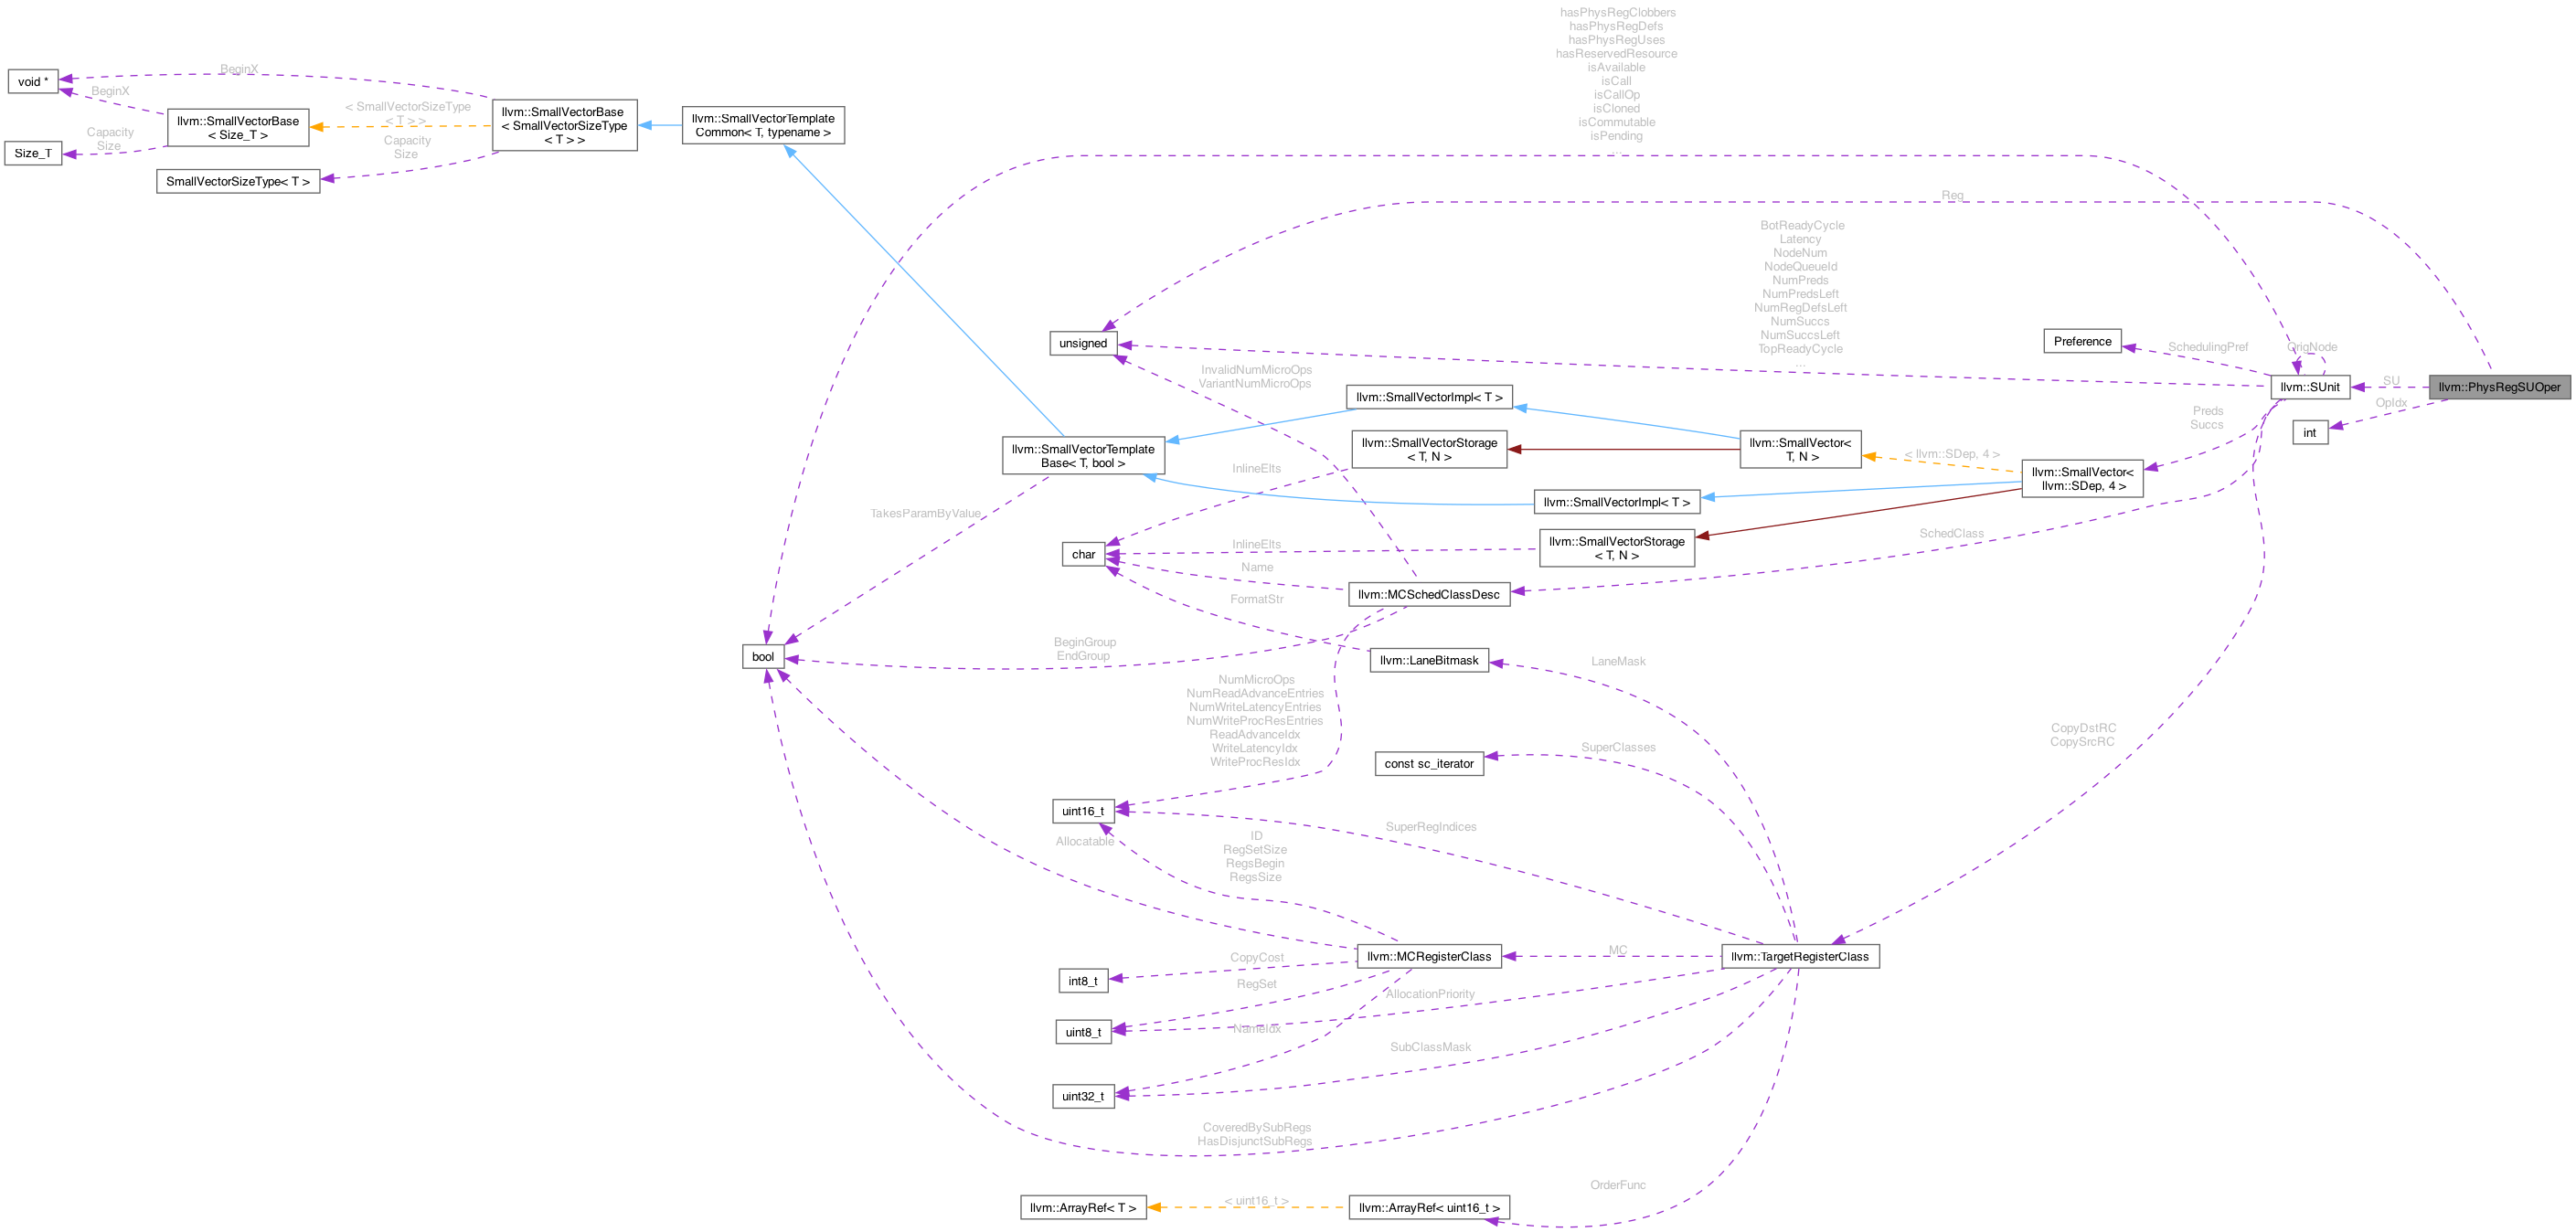 hasPhysRegClobbers
hasPhysRegDefs
hasPhysRegUses
hasReservedResource
isAvailable
isCall
isCallOp
isCloned
isCommutable
isPending
...
void *
BeginX
BeginX
llvm::SmallVectorBase
< Size_T >
< SmallVectorSizeType
< T > >
llvm::SmallVectorBase
< SmallVectorSizeType
< T > >
llvm::SmallVectorTemplate
Common< T, typename >
Capacity
Size
Size_T
Capacity
Size
SmallVectorSizeType< T >
Reg
BotReadyCycle
Latency
NodeNum
NodeQueueId
NumPreds
NumPredsLeft
NumRegDefsLeft
NumSuccs
NumSuccsLeft
TopReadyCycle
...
unsigned
Preference
SchedulingPref
OrigNode
llvm::SUnit
SU
llvm::PhysRegSUOper
OpIdx
int
InvalidNumMicroOps
VariantNumMicroOps
llvm::SmallVectorImpl< T >
Preds
Succs
llvm::SmallVectorTemplate
Base< T, bool >
llvm::SmallVectorStorage
< T, N >
llvm::SmallVector<
T, N >
< llvm::SDep, 4 >
llvm::SmallVector<
llvm::SDep, 4 >
InlineElts
llvm::SmallVectorImpl< T >
TakesParamByValue
char
InlineElts
llvm::SmallVectorStorage
< T, N >
SchedClass
Name
llvm::MCSchedClassDesc
FormatStr
bool
BeginGroup
EndGroup
llvm::LaneBitmask
LaneMask
NumMicroOps
NumReadAdvanceEntries
NumWriteLatencyEntries
NumWriteProcResEntries
ReadAdvanceIdx
WriteLatencyIdx
WriteProcResIdx
CopyDstRC
CopySrcRC
const sc_iterator
SuperClasses
uint16_t
SuperRegIndices
Allocatable
ID
RegSetSize
RegsBegin
RegsSize
llvm::MCRegisterClass
MC
llvm::TargetRegisterClass
int8_t
CopyCost
RegSet
AllocationPriority
uint8_t
NameIdx
SubClassMask
uint32_t
CoveredBySubRegs
HasDisjunctSubRegs
OrderFunc
llvm::ArrayRef< T >
< uint16_t >
llvm::ArrayRef< uint16_t >